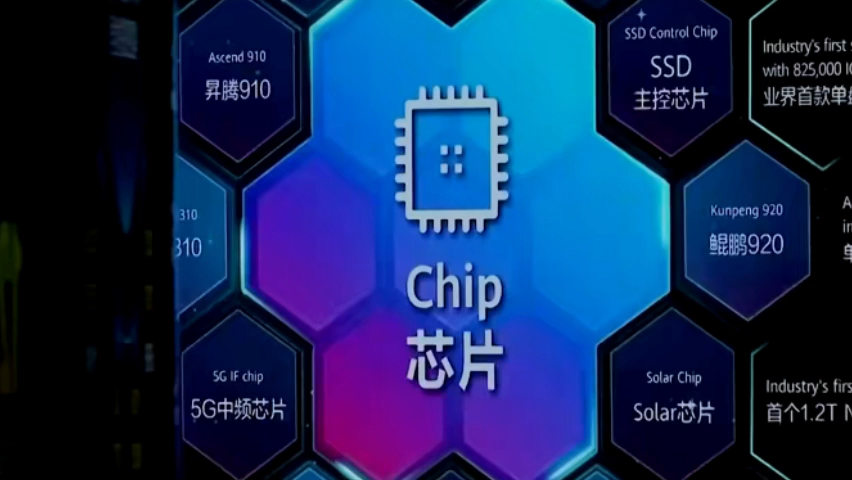 Ascend 910
昇腾910
310
310
5G IF chip
5G中频芯片
Chip
芯片
SSD Control Chip
SSD
主控芯片
Kunpeng 920
鲲鹏920
Solar Chip
Solar芯片
Industry's first
with 825,000
业界首款单
Industry's
首个1.2T